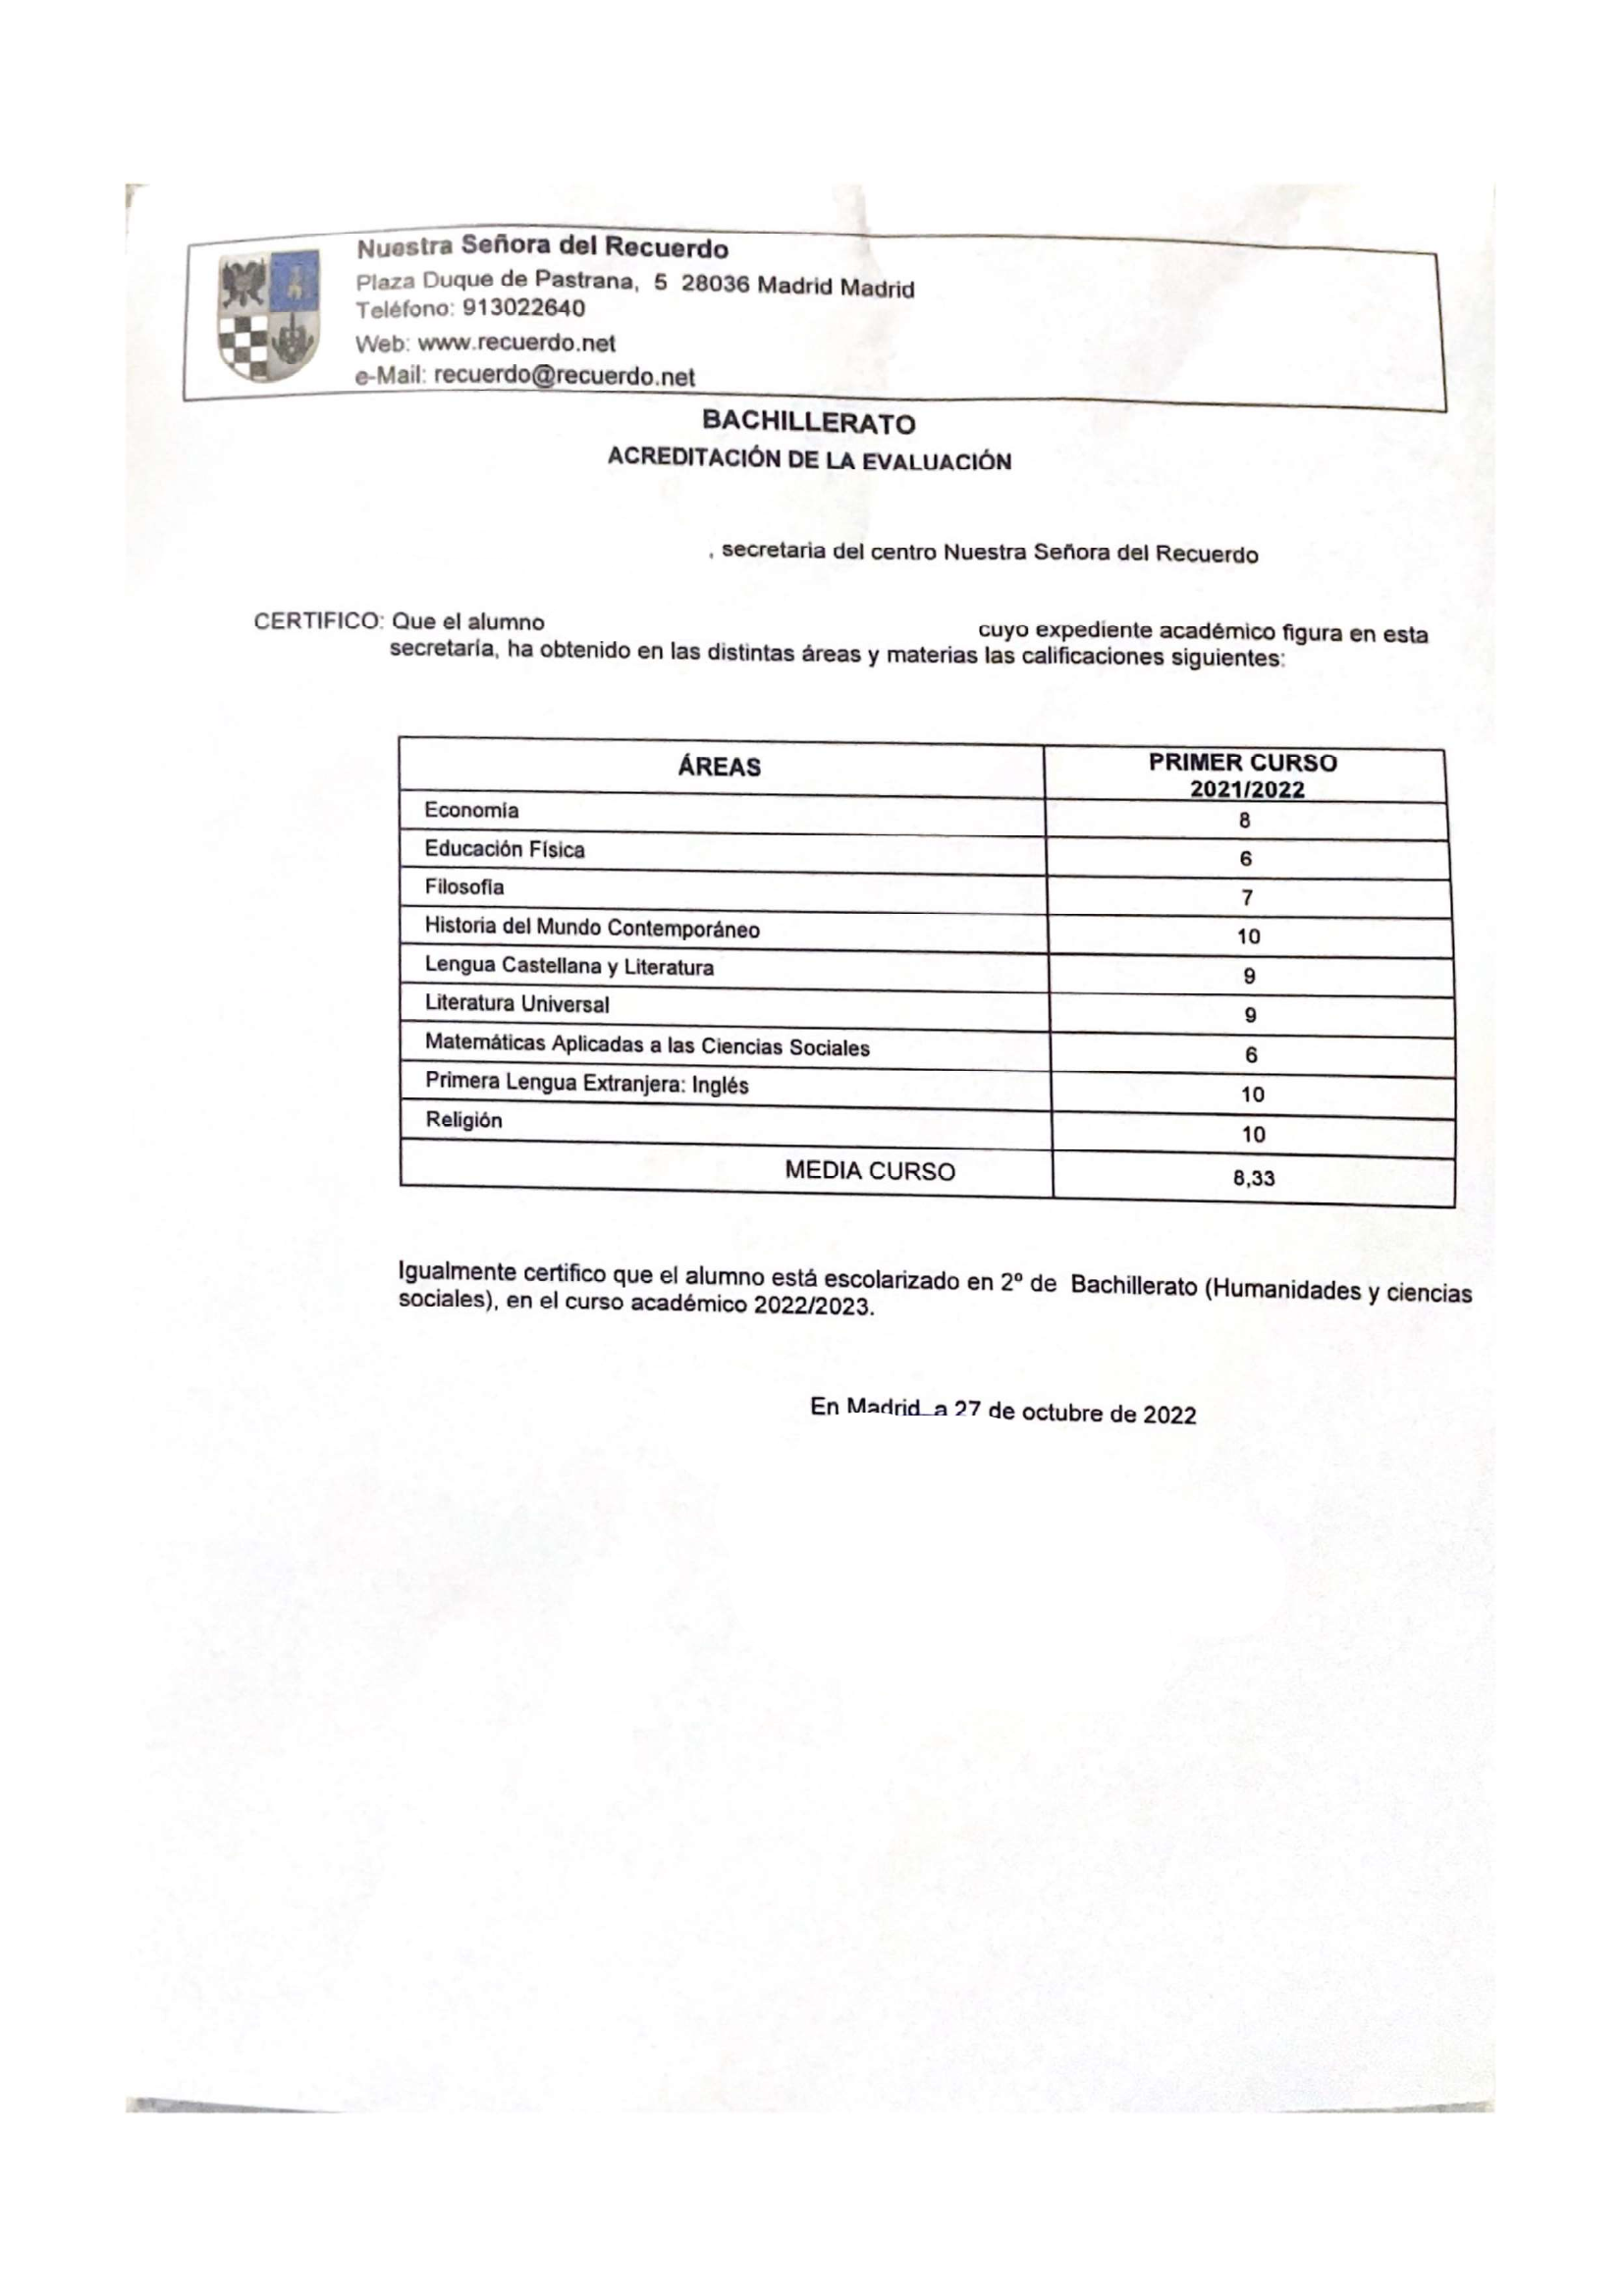 Nuestra Señora del Recuerdo
Plaza Duque de Pastrana, 5 28036 Madrid Madrid
Teléfono: 913022640
Web: www.recuerdo.net
e-Mail: recuerdo@recuerdo.net
BACHILLERATO
ACREDITACIÓN DE LA EVALUACIÓN
, secretaria del centro Nuestra Señora del Recuerdo
CERTIFICO: Que el alumno cuyo expediente académico figura en esta
secretaría, ha obtenido en las distintas áreas y materias las calificaciones siguientes:
ÁREAS PRIMER CURSO
2021/2022
Economía 8
Educación Física 6
Filosofía 7
Historia del Mundo Contemporáneo 10
Lengua Castellana y Literatura 9
Literatura Universal 9
Matemáticas Aplicadas a las Ciencias Sociales 6
Primera Lengua Extranjera: Inglés 10
Religión 10
MEDIA CURSO 8,33
Igualmente certifico que el alumno está escolarizado en 2º de Bachillerato (Humanidades y ciencias
sociales), en el curso académico 2022/2023.
En Madrid a 27 de octubre de 2022